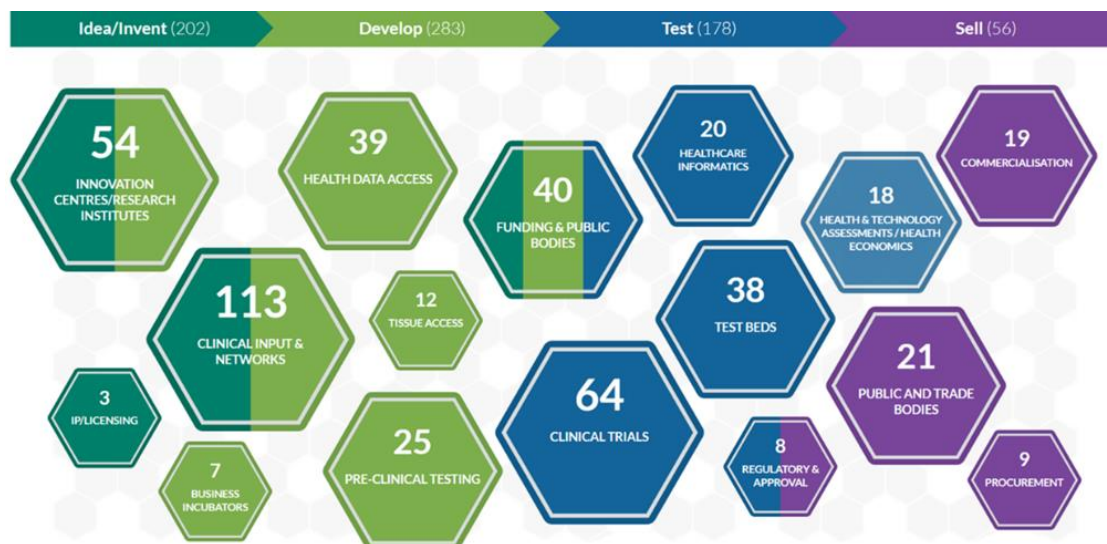 Idea/Invent (202)
Develop (283)
Test (178)
Sell (56)
54
INNOVATION
CENTRES/RESEARCH
INSTITUTES
39
HEALTH DATA ACCESS
40
FUNDING & PUBLIC
BODIES
20
HEALTHCARE
INFORMATICS
18
HEALTH & TECHNOLOGY
ASSESSMENTS / HEALTH
ECONOMICS
19
COMMERCIALISATION
113
CLINICAL INPUT &
NETWORKS
12
TISSUE ACCESS
38
TEST BEDS
3
IP/LICENSING
7
BUSINESS
INCUBATORS
25
PRE-CLINICAL TESTING
64
CLINICAL TRIALS
8
REGULATORY &
APPROVAL
21
PUBLIC AND TRADE
BODIES
9
PROCUREMENT